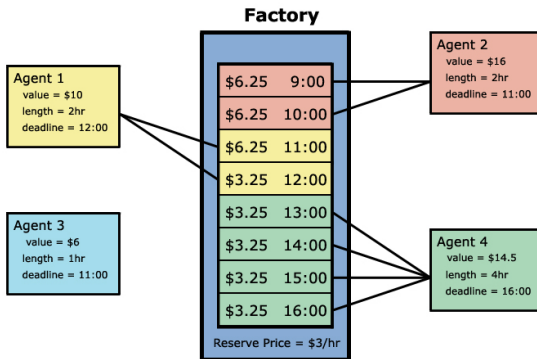 Factory
Agent 1
value = $10
length = 2hr
deadline = 12:00
Agent 3
value = $6
length = 1hr
deadline = 11:00
$6.25 9:00
$6.25 10:00
$6.25 11:00
$3.25 12:00
$3.25 13:00
$3.25 14:00
$3.25 15:00
$3.25 16:00
Reserve Price = $3/hr
Agent 2
value = $16
length = 2hr
deadline = 11:00
Agent 4
value = $14.5
length = 4hr
deadline = 16:00